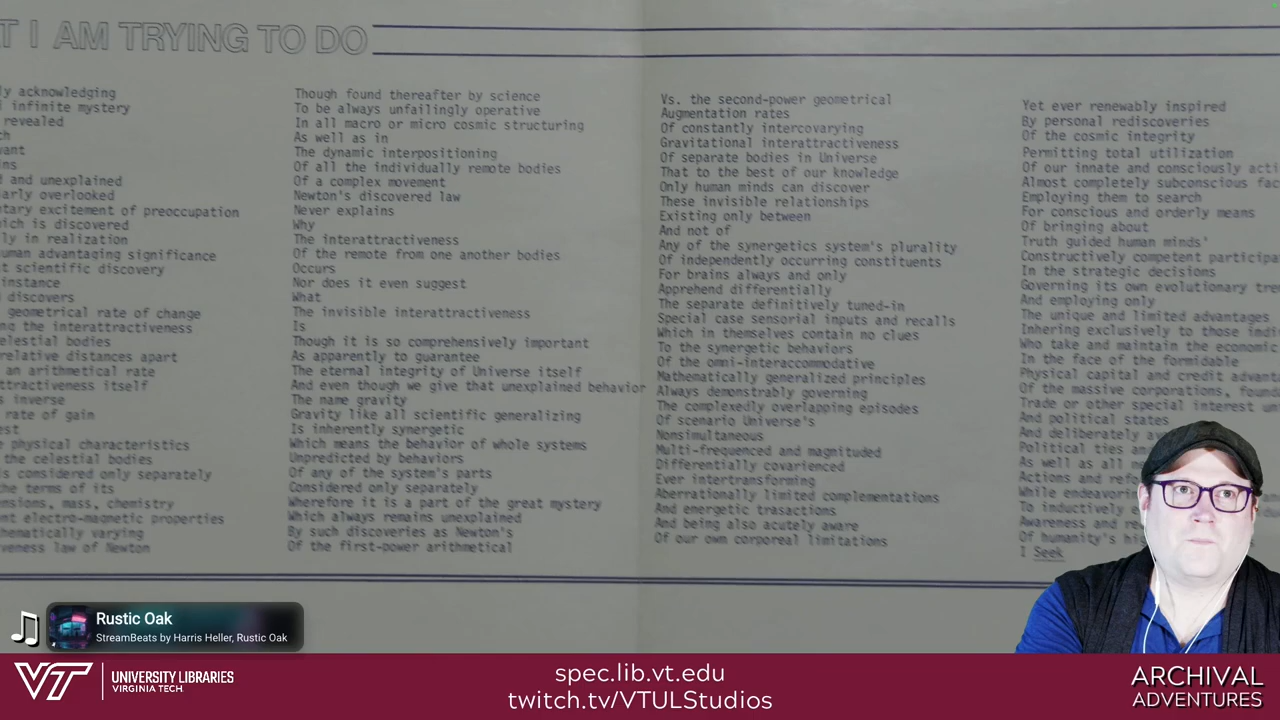 T I AM TRYING TO DO
ly acknowledging
infinite mystery
revealed
and unexplained
arly overlooked
tary excitement of preoccupation
hich is discovered
ly in realization
uman advantaging significance
t scientific discovery
instance
discovers
geometrical rate of change
ng the interattractiveness
elestial bodies
relative distances apart
an arithmetical rate
ttractiveness itself
s inverse
rate of gain
est
physical characteristics
the celestial bodies
is considered only separately
the terms of its
nsions, mass, chemistry
nt electro-magnetic properties
thematically varying
iveness law of Newton
Though found thereafter by science
To be always unfailingly operative
In all macro or micro cosmic structuring
As well as in
The dynamic interpositioning
Of all the individually remote bodies
Of a complex movement
Newton's discovered law
Never explains
Why
The interattractiveness
Of the remote from one another bodies
Occurs
Nor does it even suggest
What
The invisible interattractiveness
Is
Though it is so comprehensively important
As apparently to guarantee
The eternal integrity of Universe itself
And even though we give that unexplained behavior
The name gravity
Gravity like all scientific generalizing
Is inherently synergetic
Which means the behavior of whole systems
Unpredicted by behaviors
Of any of the system's parts
Considered only separately
Wherefore it is a part of the great mystery
Which always remains unexplained
By such discoveries as Newton's
Of the first-power arithmetical
Vs. the second-power geometrical
Augmentation rates
Of constantly intercovarying
Gravitational interattractiveness
Of separate bodies in Universe
That to the best of our knowledge
Only human minds can discover
These invisible relationships
Existing only between
And not of
Any of the synergetics system's plurality
Of independently occurring constituents
For brains always and only
Apprehend differentially
The separate definitively tuned-in
Special case sensorial inputs and recalls
Which in themselves contain no clues
To the synergetic behaviors
Of the omni-interaccommodative
Mathematically generalized principles
Always demonstrably governing
The complexedly overlapping episodes
Of scenario Universe's
Nonsimultaneous
Multi-frequenced and magnituded
Differentially covarienced
Ever intertransforming
Aberrationally limited complementations
And energetic trasactions
And being also acutely aware
Of our own corporeal limitations
Yet ever renewably inspired
By personal rediscoveries
Of the cosmic integrity
Permitting total utilization
Of our innate and consciously acti
Almost completely subconscious fac
Employing them to search
For conscious and orderly means
Of bringing about
Truth guided human minds'
Constructively competent participa
In the strategic decisions
Governing its own evolutionary tre
And employing only
The unique and limited advantages
Inhering exclusively to those indi
Who take and maintain the economic
In the face of the formidable
Physical capital and credit advanta
Of the massive corporations, found
Trade or other special interest un
And political states
And deliberately a
Political ties an
As well as all m
Actions and refo
While endeavorin
To inductively e
Awareness and re
Of humanity's hi
I Seek
Rustic Oak
StreamBeats by Harris Heller, Rustic Oak
VT UNIVERSITY LIBRARIES
VIRGINIA TECH.
spec.lib.vt.edu
twitch.tv/VTULStudios
ARCHIVAL
ADVENTURES